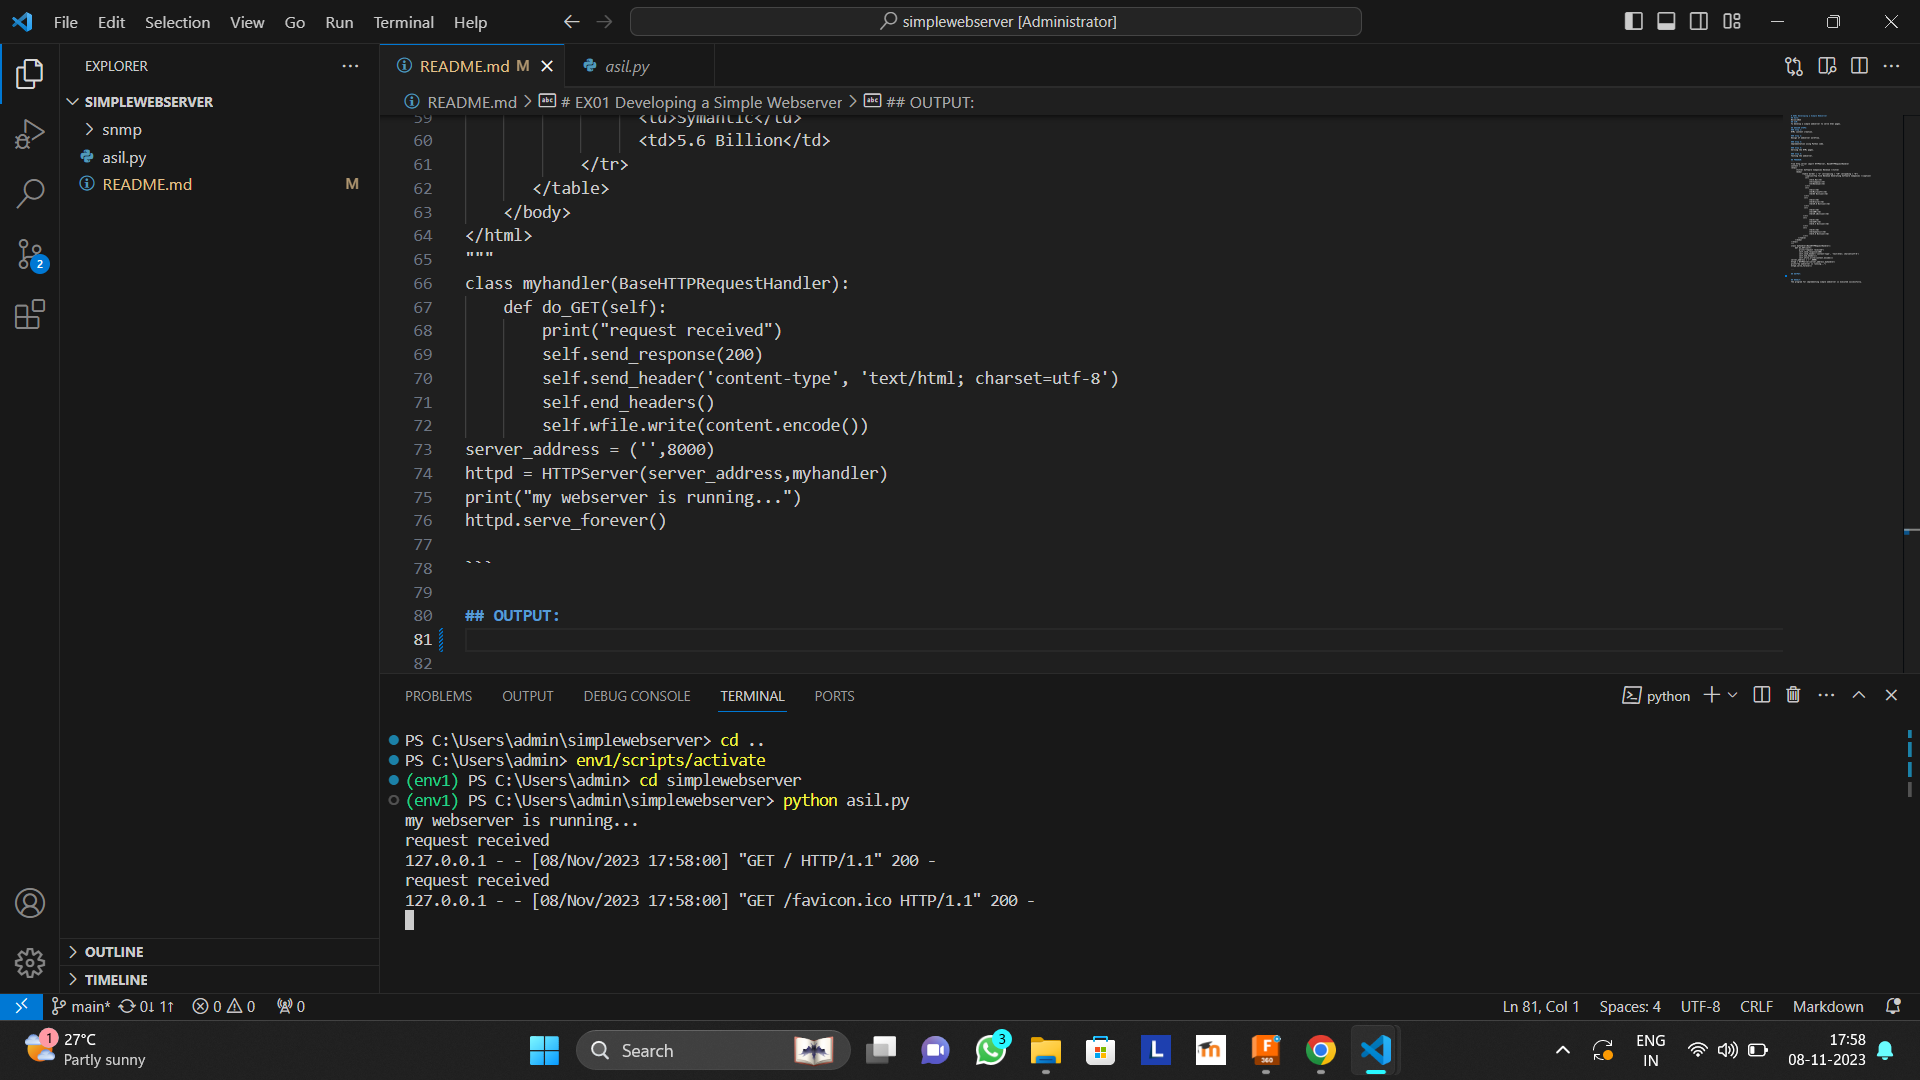 File Edit Selection View Go Run Terminal Help
simplewebserver [Administrator]
EXPLORER
README.md M
asil.py
SIMPLEWEBSERVER
README.md > # EX01 Developing a Simple Webserver > ## OUTPUT:
snmp
asil.py
README.md M
2
59 <td>Symantic</td>
60 <td>5.6 Billion</td>
61 </tr>
62 </table>
63 </body>
64 </html>
65 """
66 class myhandler(BaseHTTPRequestHandler):
67 def do_GET(self):
68 print("request received")
69 self.send_response(200)
70 self.send_header('content-type', 'text/html; charset=utf-8')
71 self.end_headers()
72 self.wfile.write(content.encode())
73 server_address = ('',8000)
74 httpd = HTTPServer(server_address,myhandler)
75 print("my webserver is running...")
76 httpd.serve_forever()
77
78 ```
79
80 ## OUTPUT:
81
82
PROBLEMS OUTPUT DEBUG CONSOLE TERMINAL PORTS
python
PS C:\Users\admin\simplewebserver> cd ..
PS C:\Users\admin> env1/scripts/activate
(env1) PS C:\Users\admin> cd simplewebserver
(env1) PS C:\Users\admin\simplewebserver> python asil.py
my webserver is running...
request received
127.0.0.1 - - [08/Nov/2023 17:58:00] "GET / HTTP/1.1" 200 -
request received
127.0.0.1 - - [08/Nov/2023 17:58:00] "GET /favicon.ico HTTP/1.1" 200 -
OUTLINE
TIMELINE
main* 0↓ 1↑ 0 0 0
Ln 81, Col 1 Spaces: 4 UTF-8 CRLF Markdown
1
27°C
Partly sunny
Search
3
L
F
360
ENG
IN
17:58
08-11-2023